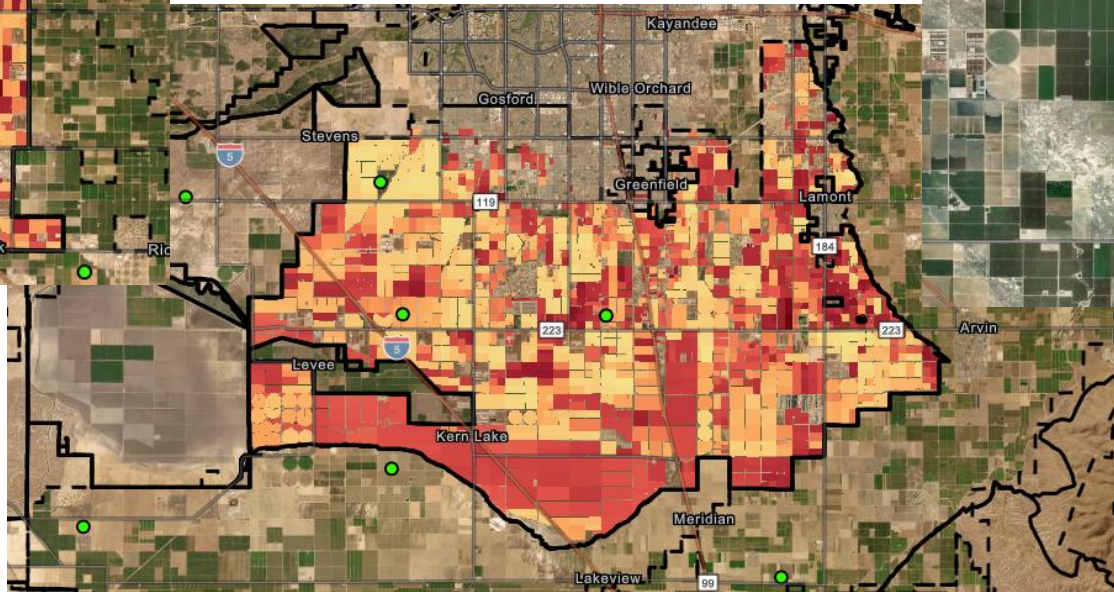 Kayandee
Wible Orchard
Gosford
Stevens
5
Greenfield
119
Lamont
184
Ric
k
223
223
Arvin
5
Levee
Kern Lake
Meridian
Lakeview
99